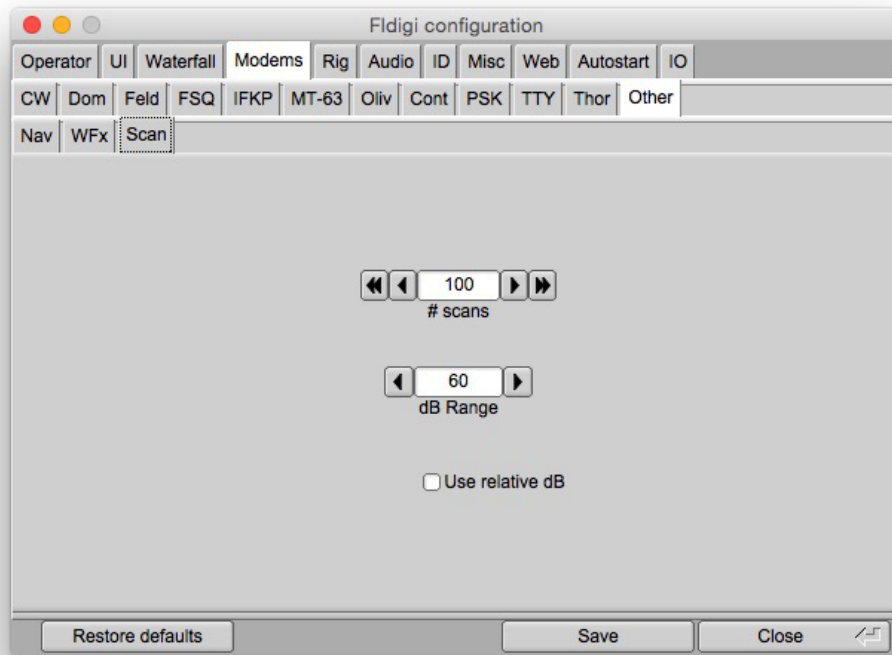 Fldigi configuration
Operator UI Waterfall Modems Rig Audio ID Misc Web Autostart IO
CW Dom Feld FSQ IFKP MT-63 Oliv Cont PSK TTY Thor Other
Nav WFx Scan
100
# scans
60
dB Range
Use relative dB
Restore defaults Save Close